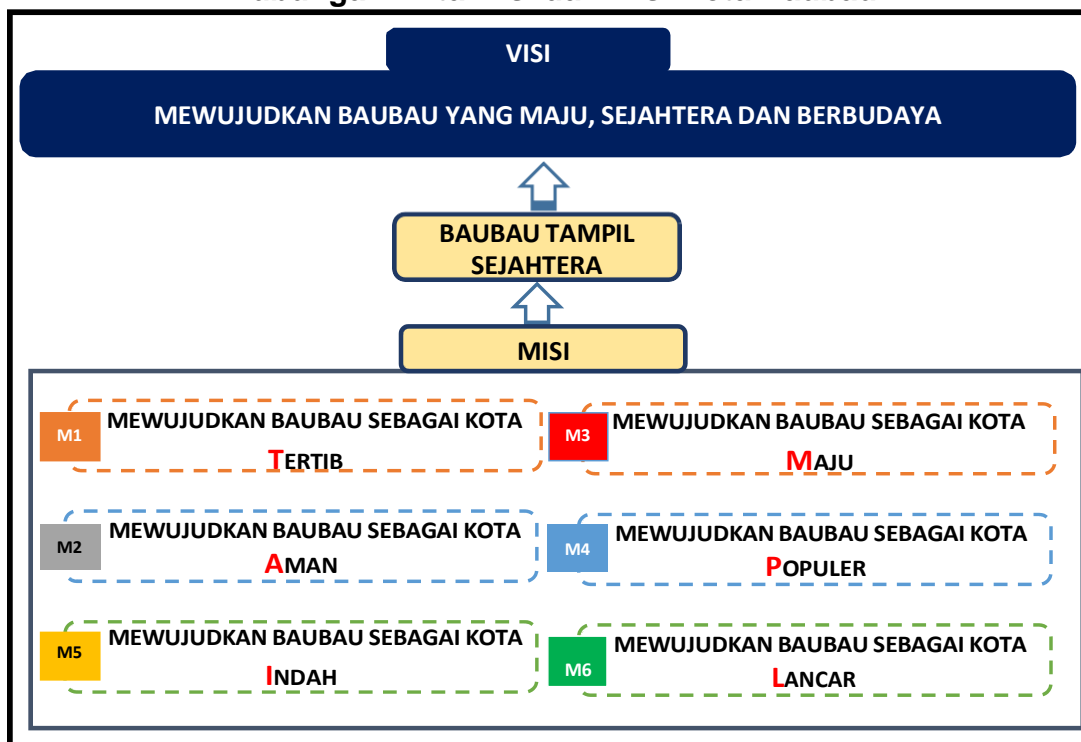 VISI
MEWUJUDKAN BAUBAU YANG MAJU, SEJAHTERA DAN BERBUDAYA
BAUBAU TAMPIL
SEJAHTERA
MISI
M1
MEWUJUDKAN BAUBAU SEBAGAI KOTA
TERTIB
M3
MEWUJUDKAN BAUBAU SEBAGAI KOTA
MAJU
M2
MEWUJUDKAN BAUBAU SEBAGAI KOTA
AMAN
M4
MEWUJUDKAN BAUBAU SEBAGAI KOTA
POPULER
M5
MEWUJUDKAN BAUBAU SEBAGAI KOTA
INDAH
M6
MEWUJUDKAN BAUBAU SEBAGAI KOTA
LANCAR